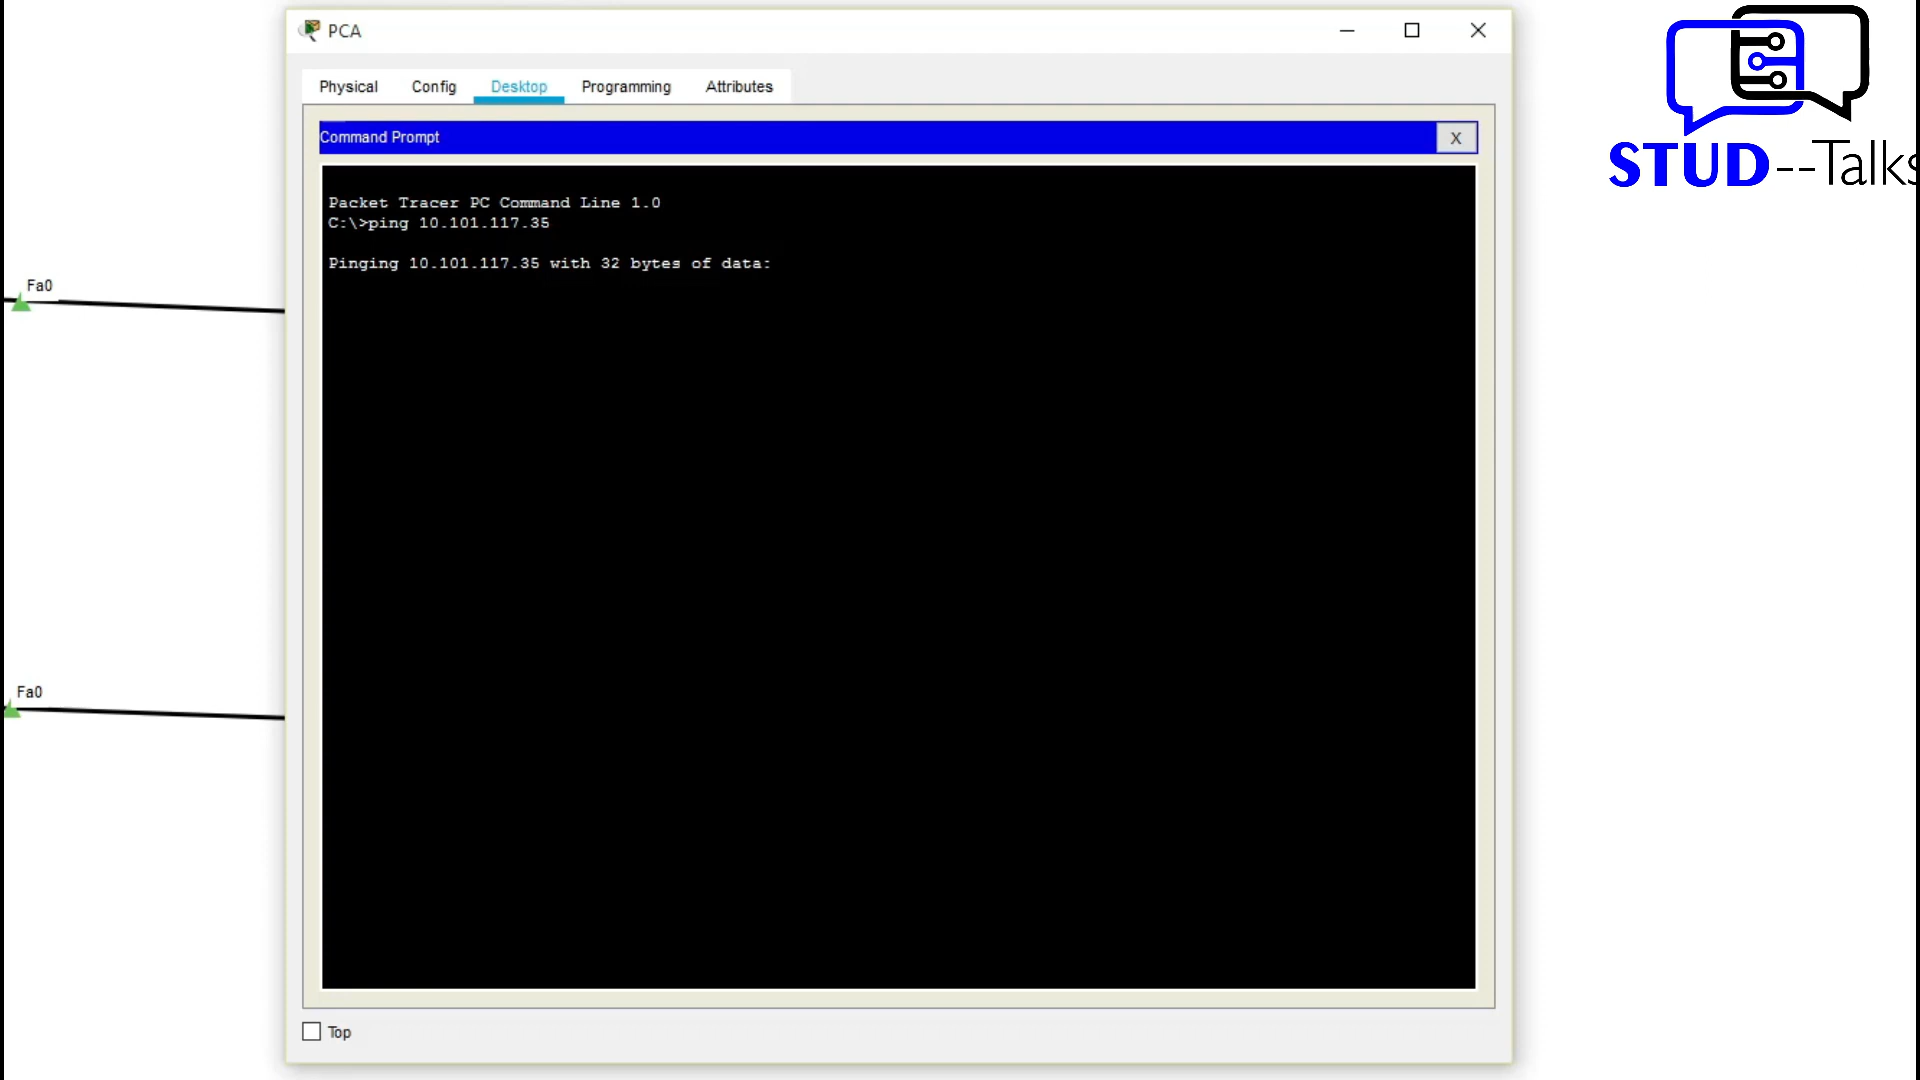 PCA
Physical Config Desktop Programming Attributes
Command Prompt
X
Packet Tracer PC Command Line 1.0
C:\>ping 10.101.117.35
Pinging 10.101.117.35 with 32 bytes of data:
Top
Fa0
Fa0
STUD--Talks